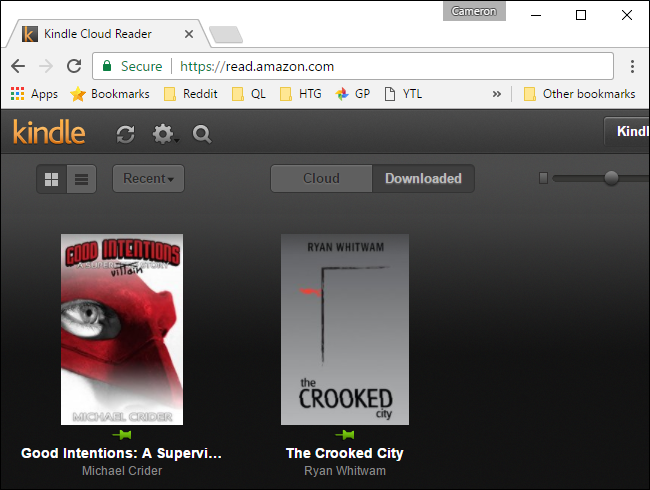 Cameron
Kindle Cloud Reader
Secure https://read.amazon.com
Apps Bookmarks Reddit QL HTG GP YTL » Other bookmarks
kindle Kindl
Recent Cloud Downloaded
GOOD INTENTIONS
A SUPER STORY
villain
MICHAEL CRIDER
RYAN WHITWAM
the
CROOKED
city
Good Intentions: A Supervi... The Crooked City
Michael Crider Ryan Whitwam